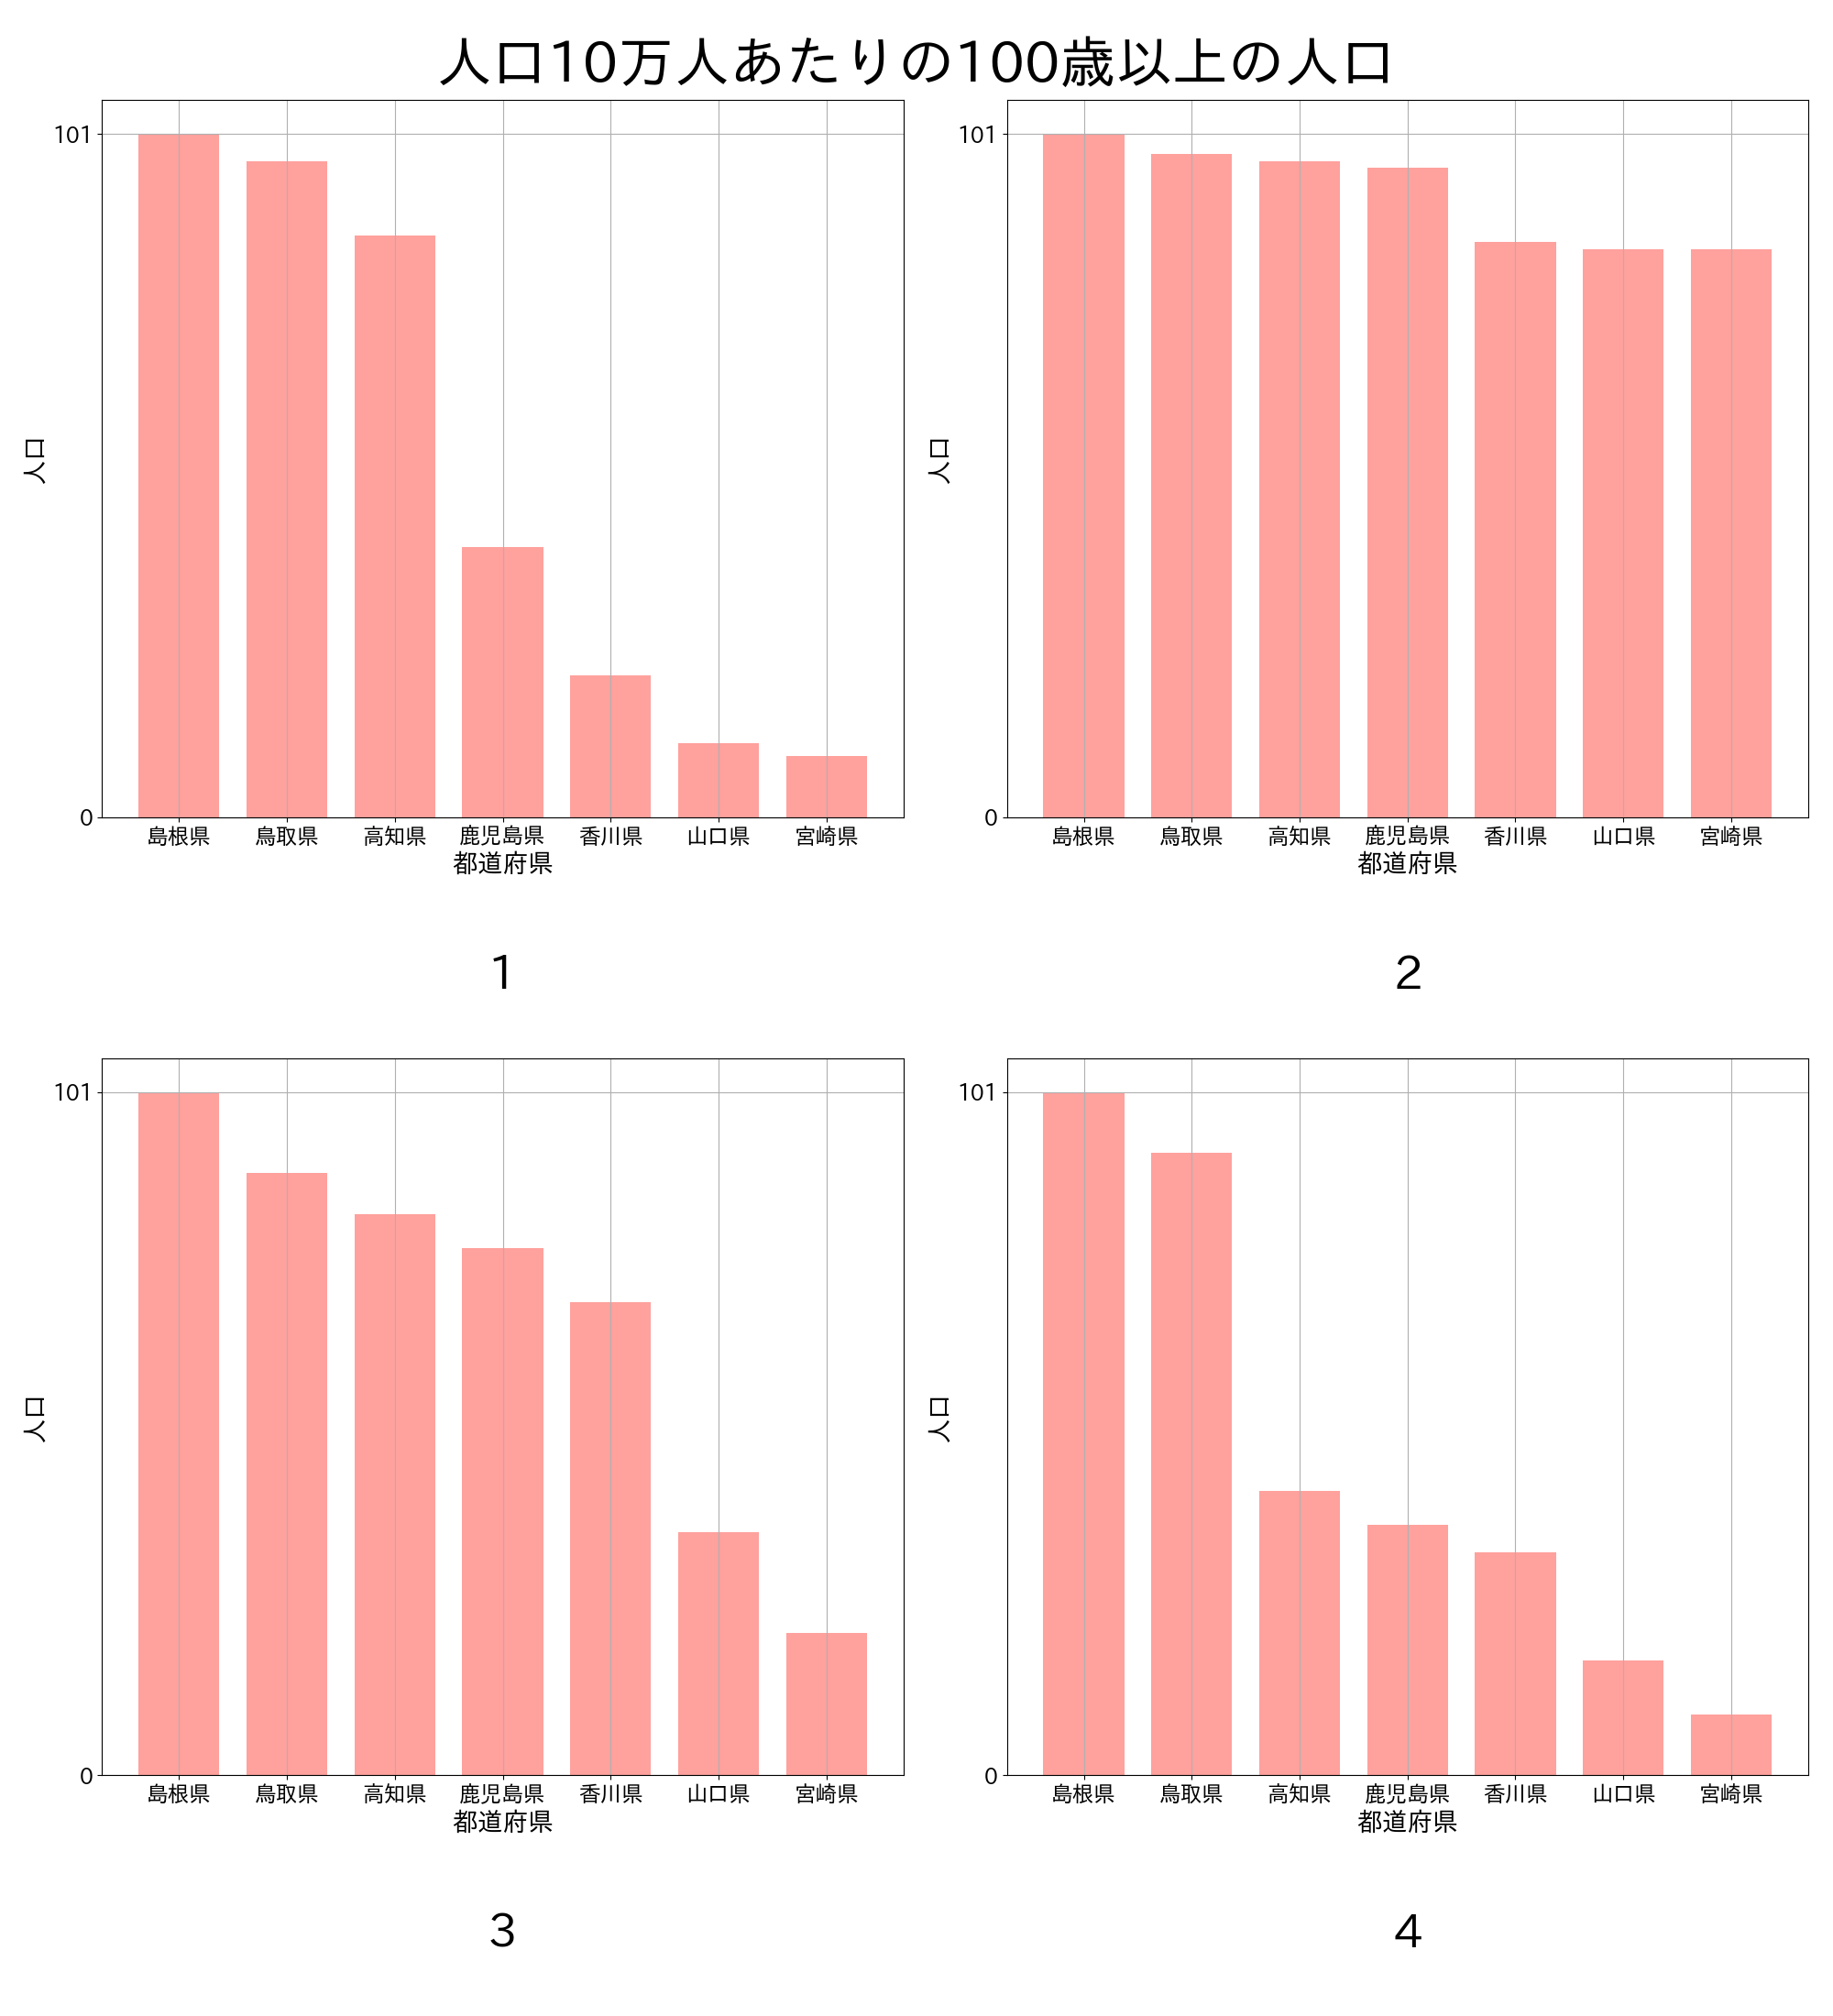 人口10万人あたりの100歳以上の人口
101
0
人口
島根県 鳥取県 高知県 鹿児島県 香川県 山口県 宮崎県
都道府県
1
101
0
人口
島根県 鳥取県 高知県 鹿児島県 香川県 山口県 宮崎県
都道府県
2
101
0
人口
島根県 鳥取県 高知県 鹿児島県 香川県 山口県 宮崎県
都道府県
3
101
0
人口
島根県 鳥取県 高知県 鹿児島県 香川県 山口県 宮崎県
都道府県
4